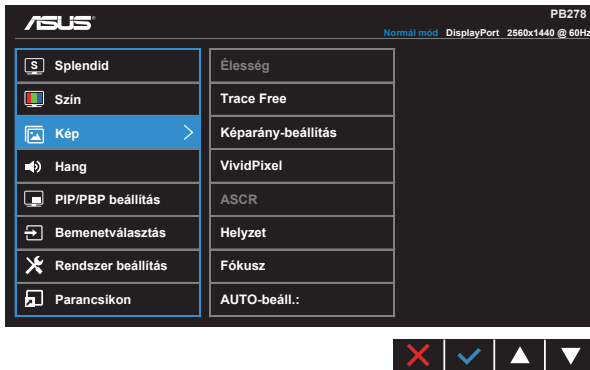 ASUS
PB278
Normál mód DisplayPort 2560x1440 @ 60Hz
S Splendid
Szín
Kép
Hang
PIP/PBP beállítás
Bemenetválasztás
Rendszer beállítás
Parancsikon
Élesség
Trace Free
Képarány-beállítás
VividPixel
ASCR
Helyzet
Fókusz
AUTO-beáll.: